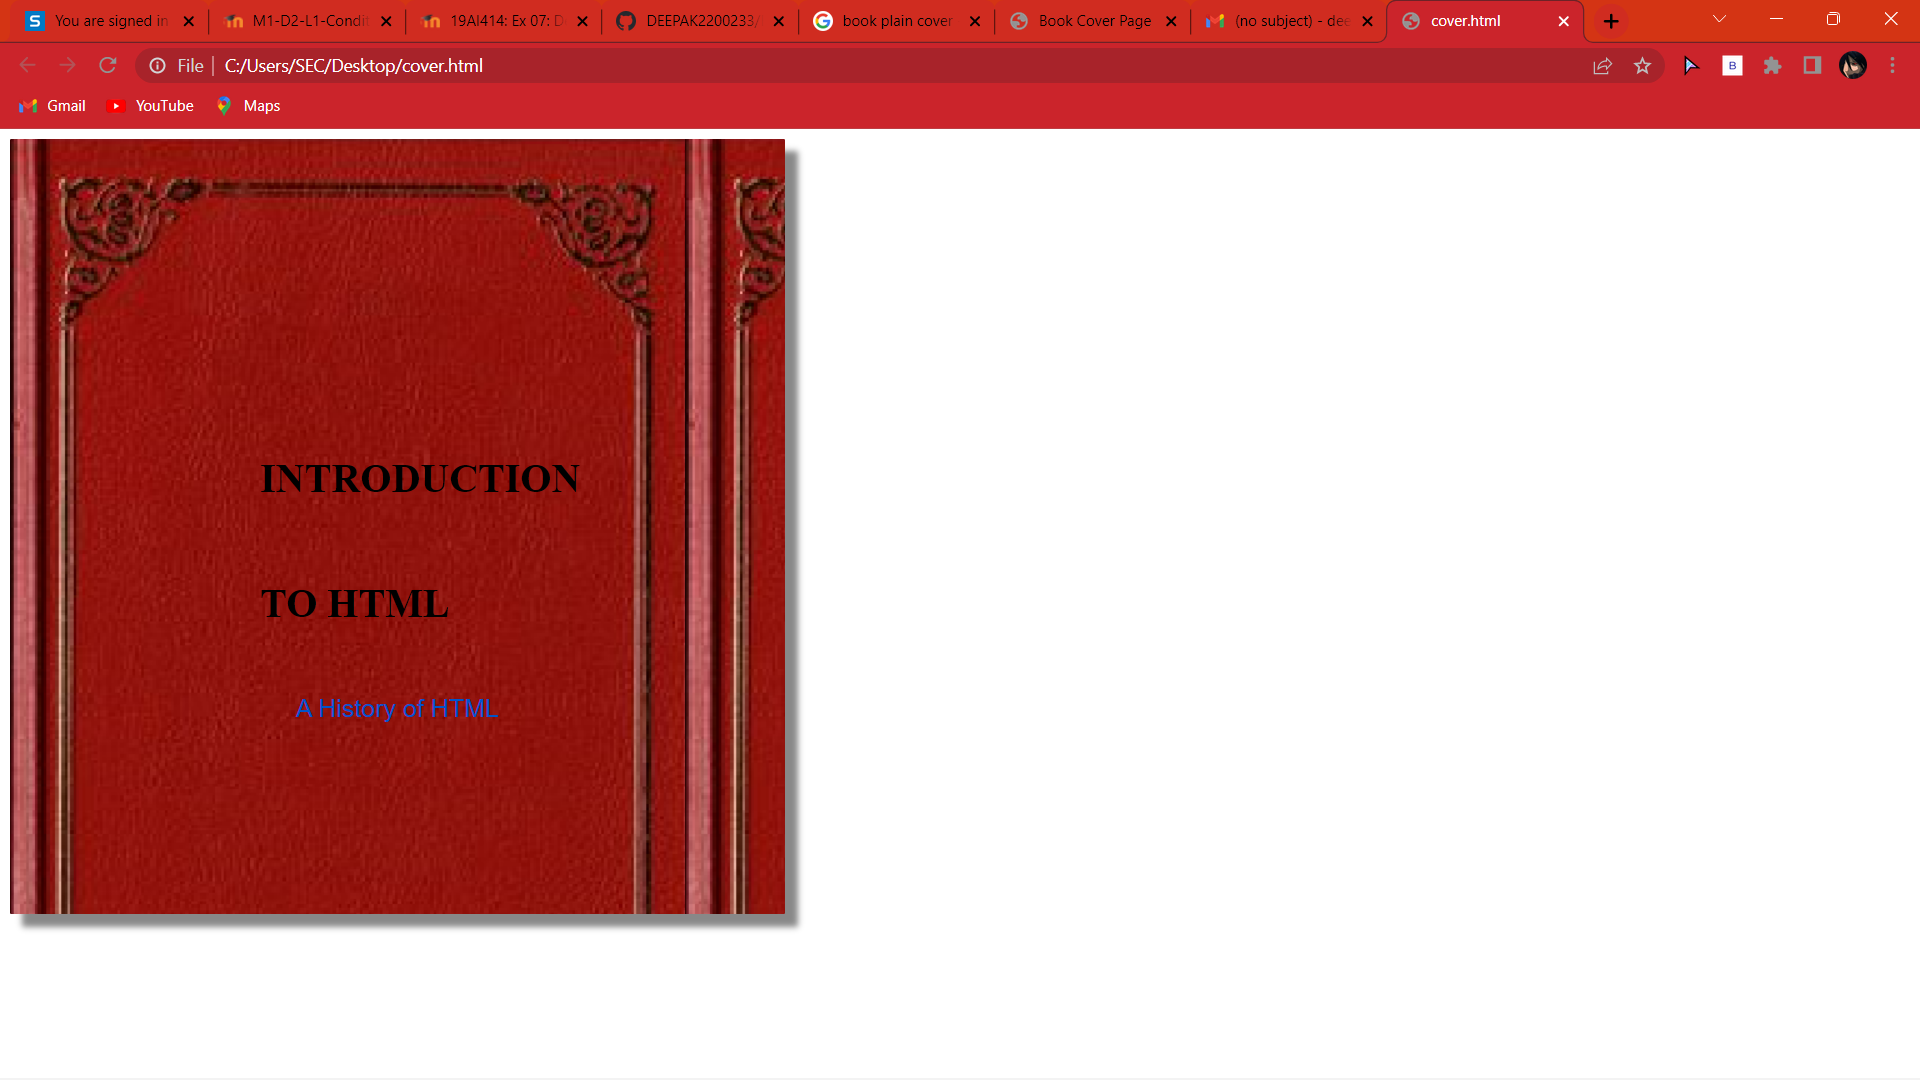 You are signed in
M1-D2-L1-Condit
19AI414: Ex 07: D
DEEPAK2200233/
book plain cover
Book Cover Page
(no subject) - dee
cover.html
File
C:/Users/SEC/Desktop/cover.html
B
Gmail
YouTube
Maps
INTRODUCTION
TO HTML
A History of HTML